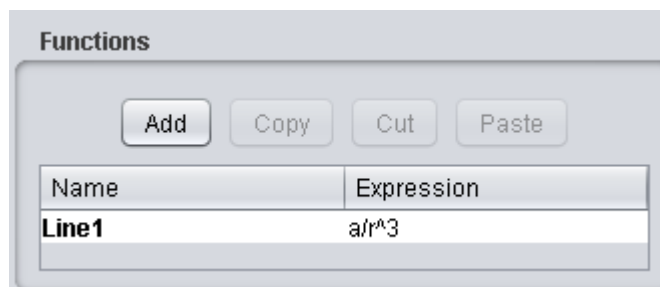 Functions
Add Copy Cut Paste
Name Expression
Line1 a/r^3